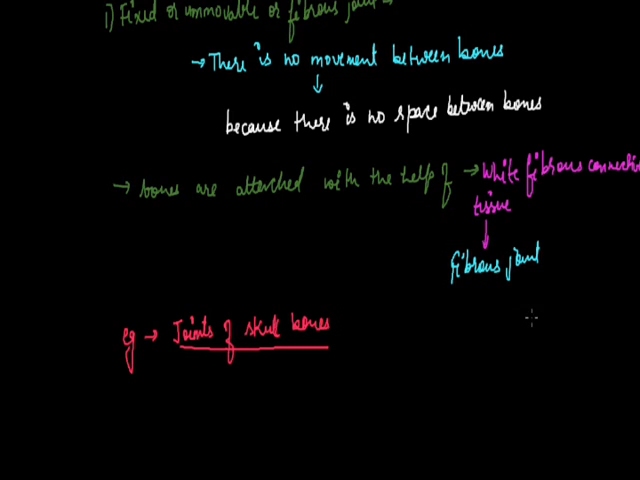 i) Fixed or immovable or fibrous joint →
→ There is no movement between bones
↓
because there is no space between bones
→ bones are attached with the help of → White fibrous connective
tissue
↓
fibrous joint
eg → Joints of skull bones